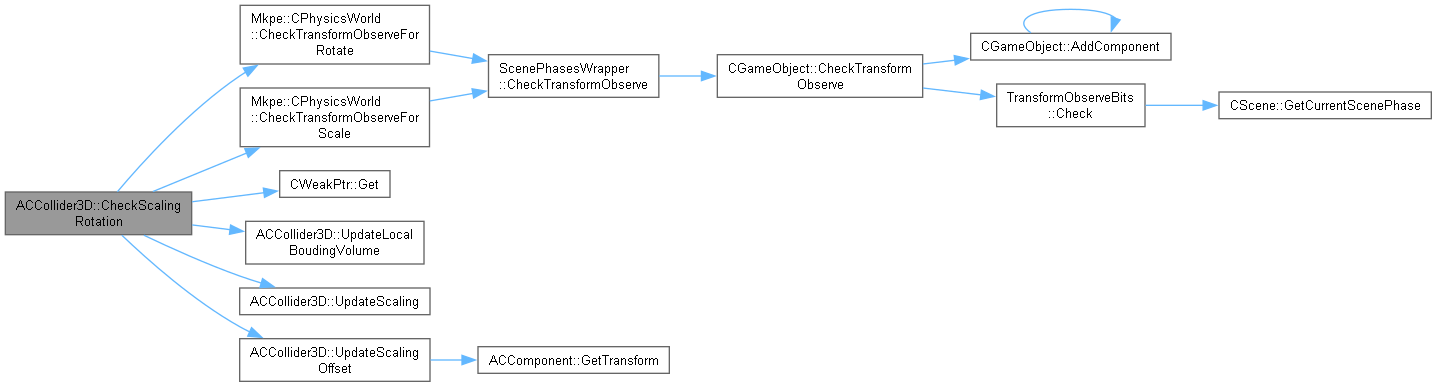 Mkpe::CPhysicsWorld
::CheckTransformObserveFor
Rotate
ScenePhasesWrapper
::CheckTransformObserve
CGameObject::CheckTransform
Observe
CGameObject::AddComponent
TransformObserveBits
::Check
CScene::GetCurrentScenePhase
Mkpe::CPhysicsWorld
::CheckTransformObserveFor
Scale
CWeakPtr::Get
ACCollider3D::CheckScaling
Rotation
ACCollider3D::UpdateLocal
BoudingVolume
ACCollider3D::UpdateScaling
ACCollider3D::UpdateScaling
Offset
ACComponent::GetTransform